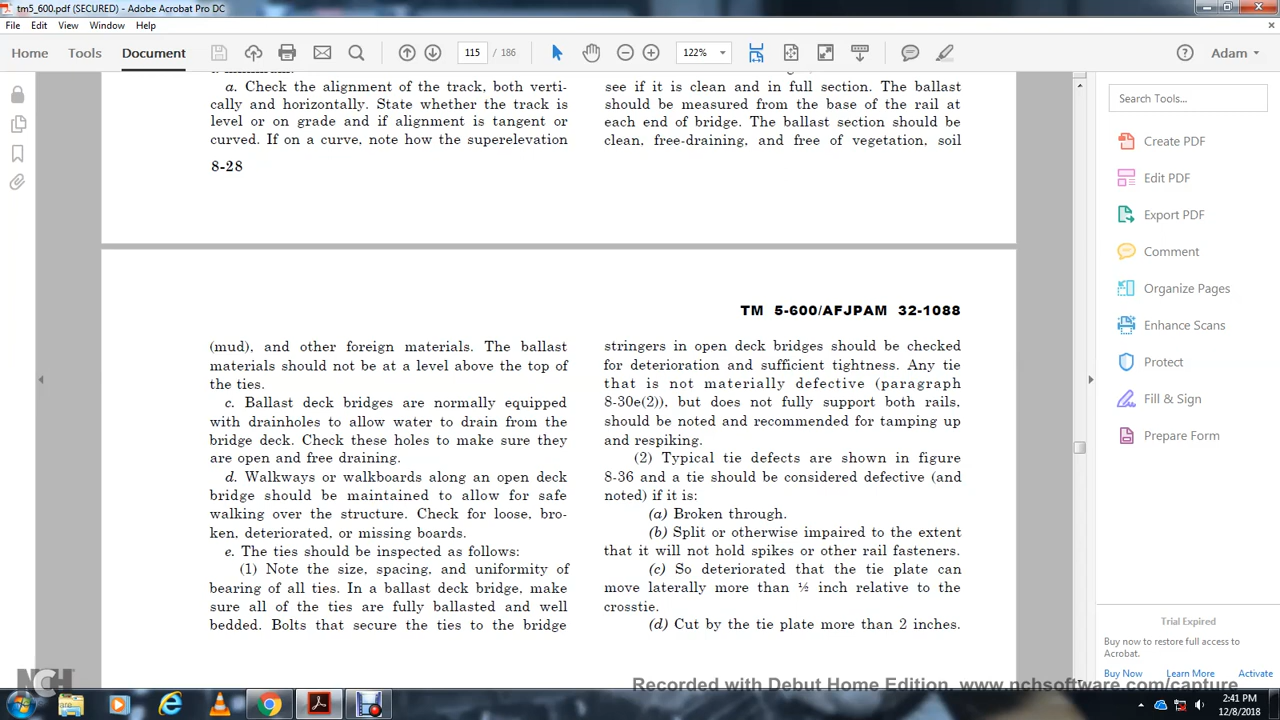 tm5_600.pdf (SECURED) - Adobe Acrobat Pro DC
File Edit View Window Help
Home Tools Document 115 / 186 122% Adam
a. Check the alignment of the track, both verti-
cally and horizontally. State whether the track is
level or on grade and if alignment is tangent or
curved. If on a curve, note how the superelevation
8-28
see if it is clean and in full section. The ballast
should be measured from the base of the rail at
each end of bridge. The ballast section should be
clean, free-draining, and free of vegetation, soil
TM 5-600/AFJPAM 32-1088
(mud), and other foreign materials. The ballast
materials should not be at a level above the top of
the ties.
c. Ballast deck bridges are normally equipped
with drainholes to allow water to drain from the
bridge deck. Check these holes to make sure they
are open and free draining.
d. Walkways or walkboards along an open deck
bridge should be maintained to allow for safe
walking over the structure. Check for loose, bro-
ken, deteriorated, or missing boards.
e. The ties should be inspected as follows:
(1) Note the size, spacing, and uniformity of
bearing of all ties. In a ballast deck bridge, make
sure all of the ties are fully ballasted and well
bedded. Bolts that secure the ties to the bridge
stringers in open deck bridges should be checked
for deterioration and sufficient tightness. Any tie
that is not materially defective (paragraph
8-30e(2)), but does not fully support both rails,
should be noted and recommended for tamping up
and respiking.
(2) Typical tie defects are shown in figure
8-36 and a tie should be considered defective (and
noted) if it is:
(a) Broken through.
(b) Split or otherwise impaired to the extent
that it will not hold spikes or other rail fasteners.
(c) So deteriorated that the tie plate can
move laterally more than ½ inch relative to the
crosstie.
(d) Cut by the tie plate more than 2 inches.
Search Tools...
Create PDF
Edit PDF
Export PDF
Comment
Organize Pages
Enhance Scans
Protect
Fill & Sign
Prepare Form
Trial Expired
Buy now to restore full access to
Acrobat.
Buy Now Learn More Activate
NCH
Recorded with Debut Home Edition. www.nchsoftware.com/capture
2:41 PM
12/8/2018